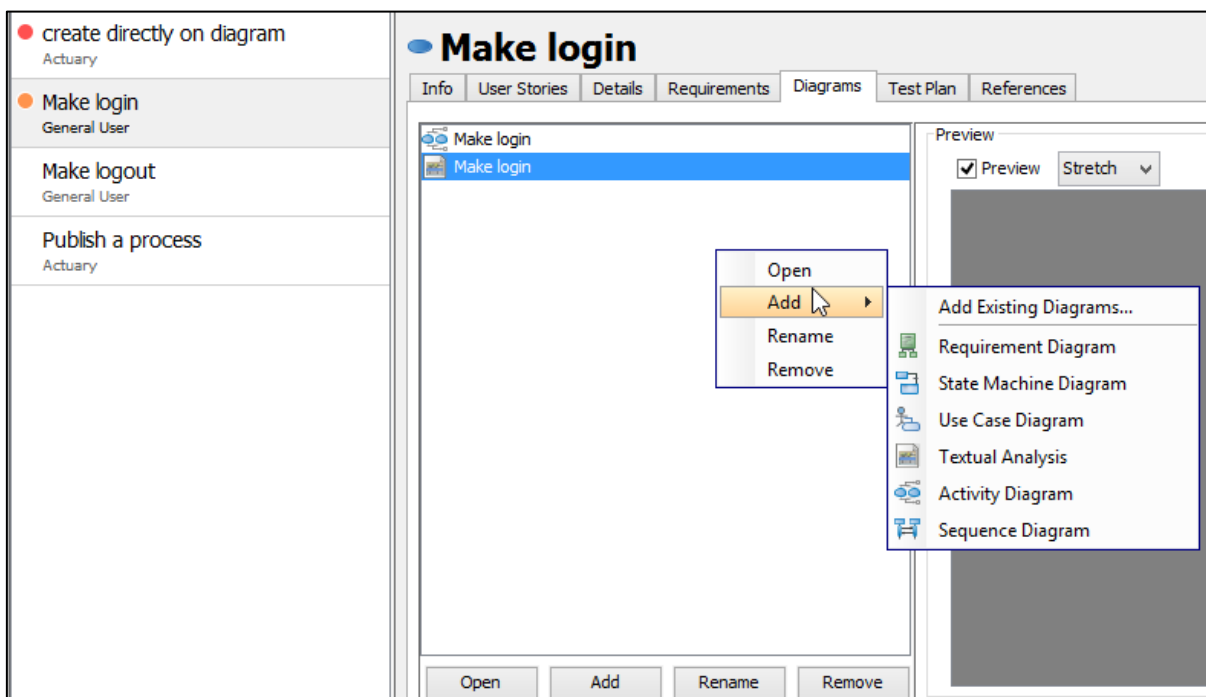 create directly on diagram
Actuary
Make login
General User
Make logout
General User
Publish a process
Actuary
Make login
Info User Stories Details Requirements Diagrams Test Plan References
Make login
Make login
Preview
Preview Stretch
Open
Add
Rename
Remove
Add Existing Diagrams...
Requirement Diagram
State Machine Diagram
Use Case Diagram
Textual Analysis
Activity Diagram
Sequence Diagram
Open Add Rename Remove